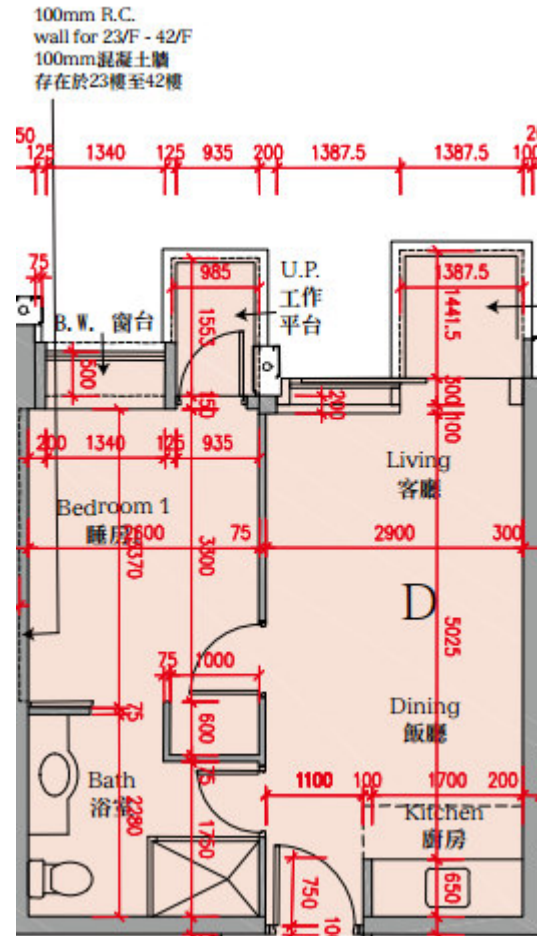 100mm R.C.
wall for 23/F - 42/F
100mm混凝土牆
存在於23樓至42樓
125 1340 125 935 200 1387.5 1387.5 100
75
B.W. 窗台
500
985
U.P.
工作
平台
150
1387.5
1441.5
300
200
100
200 1340 125 935
Living
客廳
Bedroom 1
睡房
2600 75 2900 300
3300
D
5025
75 1000
75
600
Dining
飯廳
75
Bath
浴室
2280
1750
1100 100 1700 200
Kitchen
廚房
750
650